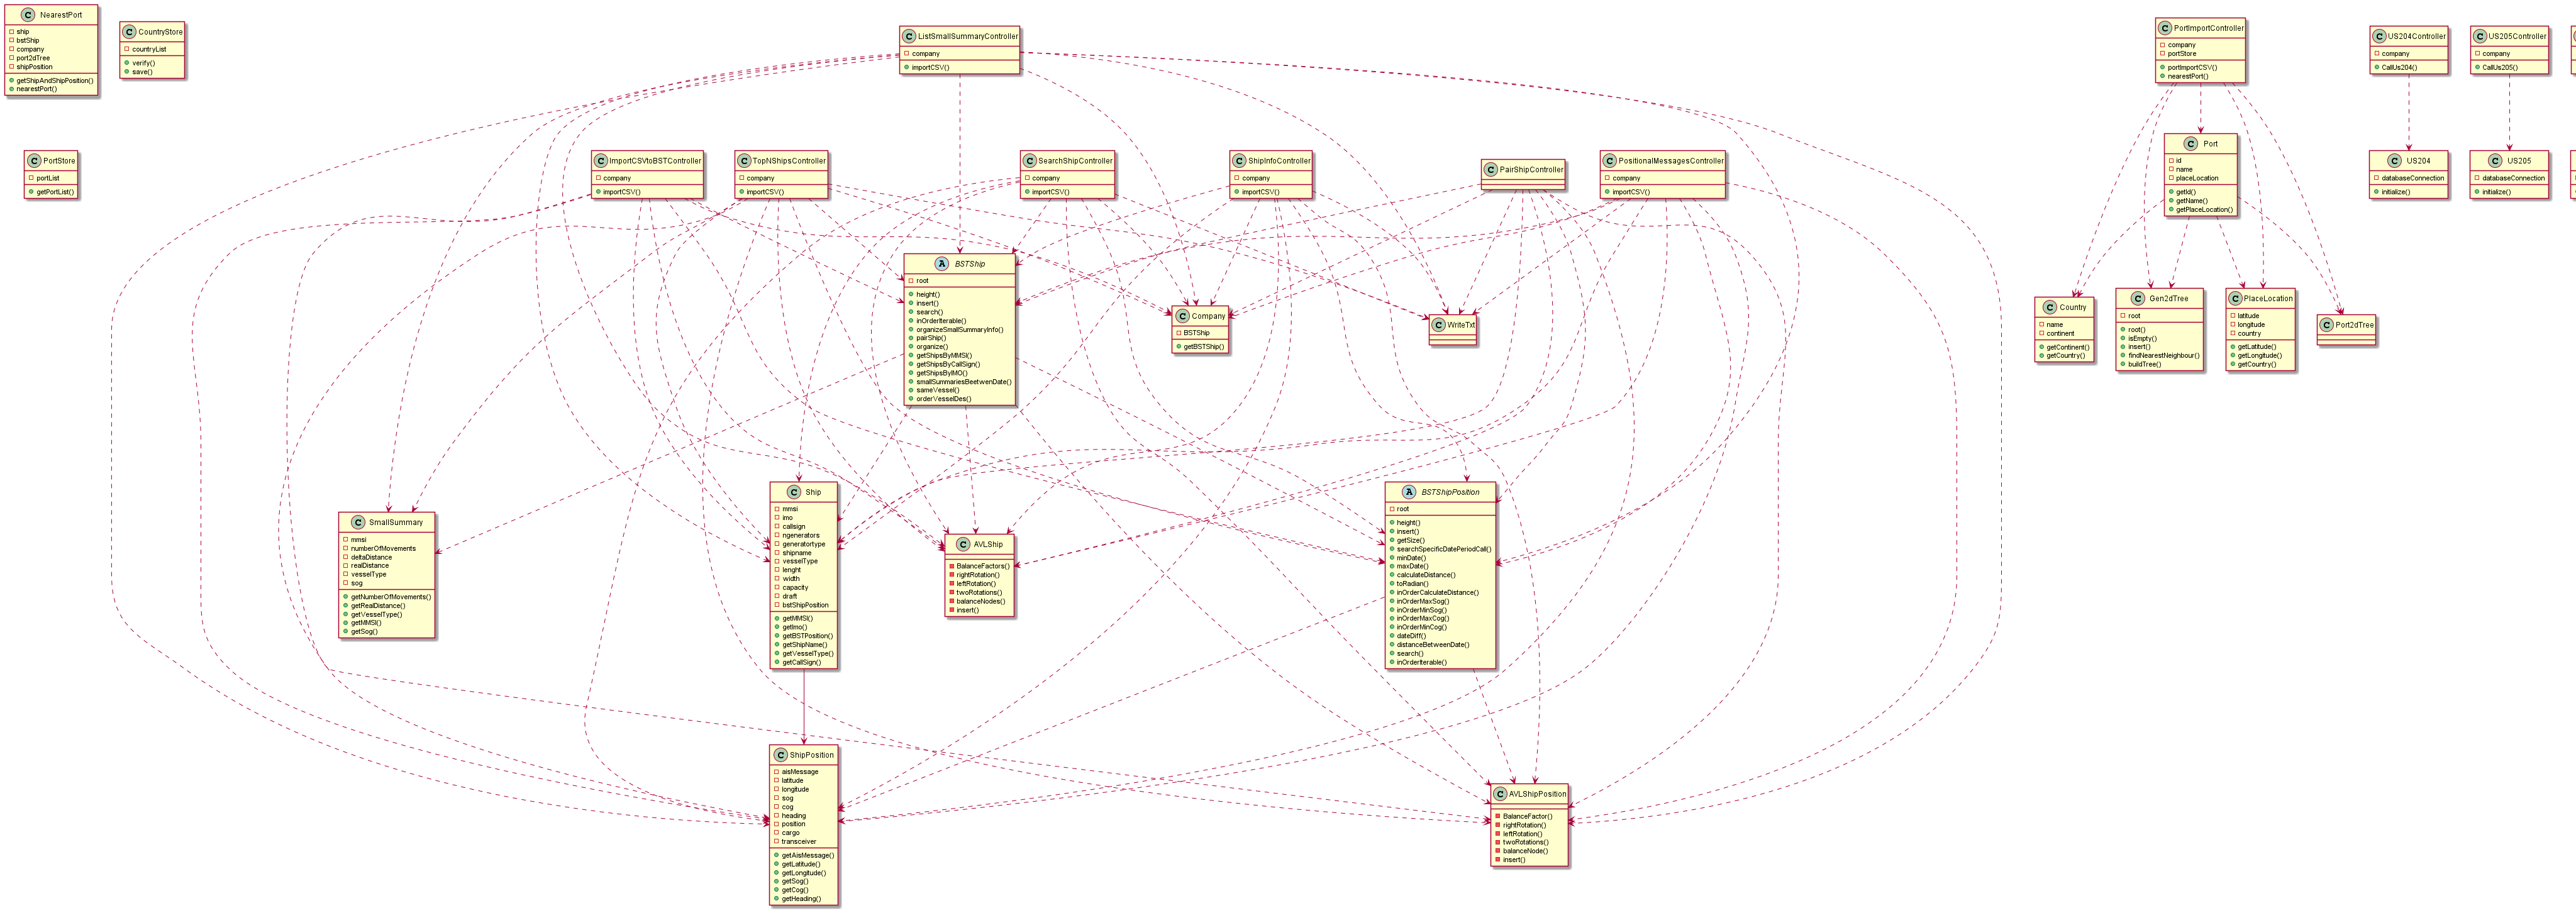 C NearestPort
ship
bstShip
company
port2dTree
shipPosition
getShipAndShipPosition()
nearestPort()
C CountryStore
countryList
verify()
save()
C ListSmallSummaryController
company
importCSV()
C PortImportController
company
portStore
portImportCSV()
nearestPort()
C US204Controller
company
CallUs204()
C US205Controller
company
CallUs205()
C PortStore
portList
getPortList()
C ImportCSVtoBSTController
company
importCSV()
C TopNShipsController
company
importCSV()
C SearchShipController
company
importCSV()
C ShipInfoController
company
importCSV()
C PairShipController
C PositionalMessagesController
company
importCSV()
C Port
id
name
placeLocation
getId()
getName()
getPlaceLocation()
C US204
databaseConnection
initialize()
C US205
databaseConnection
initialize()
A BSTShip
root
height()
insert()
search()
inOrderIterable()
organizeSmallSummaryInfo()
pairShip()
organize()
getShipsByMMSI()
getShipsByCallSign()
getShipsByIMO()
smallSummariesBeetwenDate()
sameVessel()
orderVesselDes()
C Company
BSTShip
getBSTShip()
C WriteTxt
C Country
name
continent
getContinent()
getCountry()
C Gen2dTree
root
root()
isEmpty()
insert()
findNearestNeighbour()
buildTree()
C PlaceLocation
latitude
longitude
country
getLatitude()
getLongitude()
getCountry()
C Port2dTree
C SmallSummary
mmsi
numberOfMovements
deltaDistance
realDistance
vesselType
sog
getNumberOfMovements()
getRealDistance()
getVesselType()
getMMSI()
getSog()
C Ship
mmsi
imo
callsign
ngenerators
generatortype
shipname
vesselType
lenght
width
capacity
draft
bstShipPosition
getMMSI()
getImo()
getBSTPosition()
getShipName()
getVesselType()
getCallSign()
C AVLShip
BalanceFactors()
rightRotation()
leftRotation()
twoRotations()
balanceNodes()
insert()
A BSTShipPosition
root
height()
insert()
getSize()
searchSpecificDatePeriodCall()
minDate()
maxDate()
calculateDistance()
toRadian()
inOrderCalculateDistance()
inOrderMaxSog()
inOrderMinSog()
inOrderMaxCog()
inOrderMinCog()
dateDiff()
distanceBetweenDate()
search()
inOrderIterable()
C ShipPosition
aisMessage
latitude
longitude
sog
cog
heading
position
cargo
transceiver
getAisMessage()
getLatitude()
getLongitude()
getSog()
getCog()
getHeading()
C AVLShipPosition
BalanceFactor()
rightRotation()
leftRotation()
twoRotations()
balanceNode()
insert()